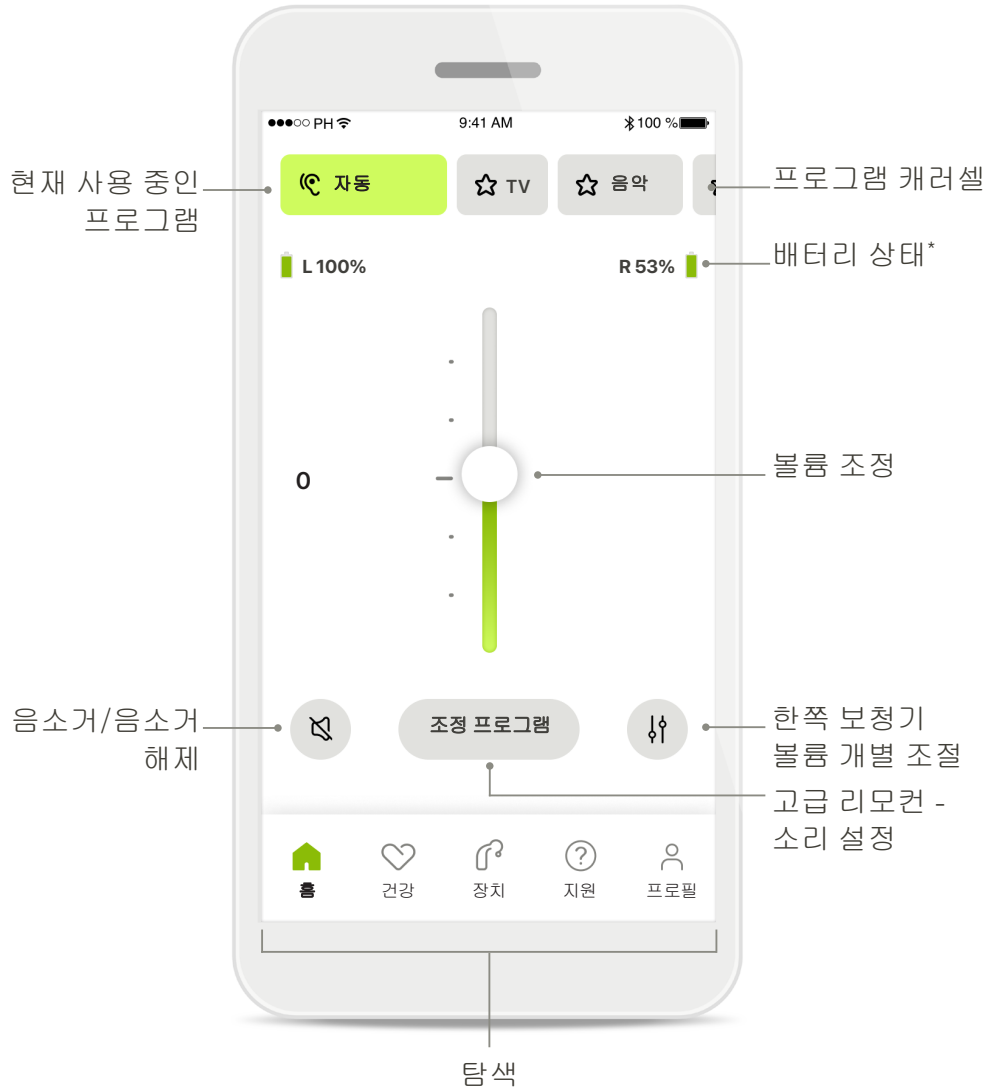 ●●●○○ PH 9:41 AM 100 %
현재 사용 중인
프로그램
자동 TV 음악
프로그램 캐러셀
배터리 상태*
L 100% R 53%
0
볼륨 조정
음소거/음소거
해제
조정 프로그램
한쪽 보청기
볼륨 개별 조절
고급 리모컨 -
소리 설정
홈 건강 장치 지원 프로필
탐색